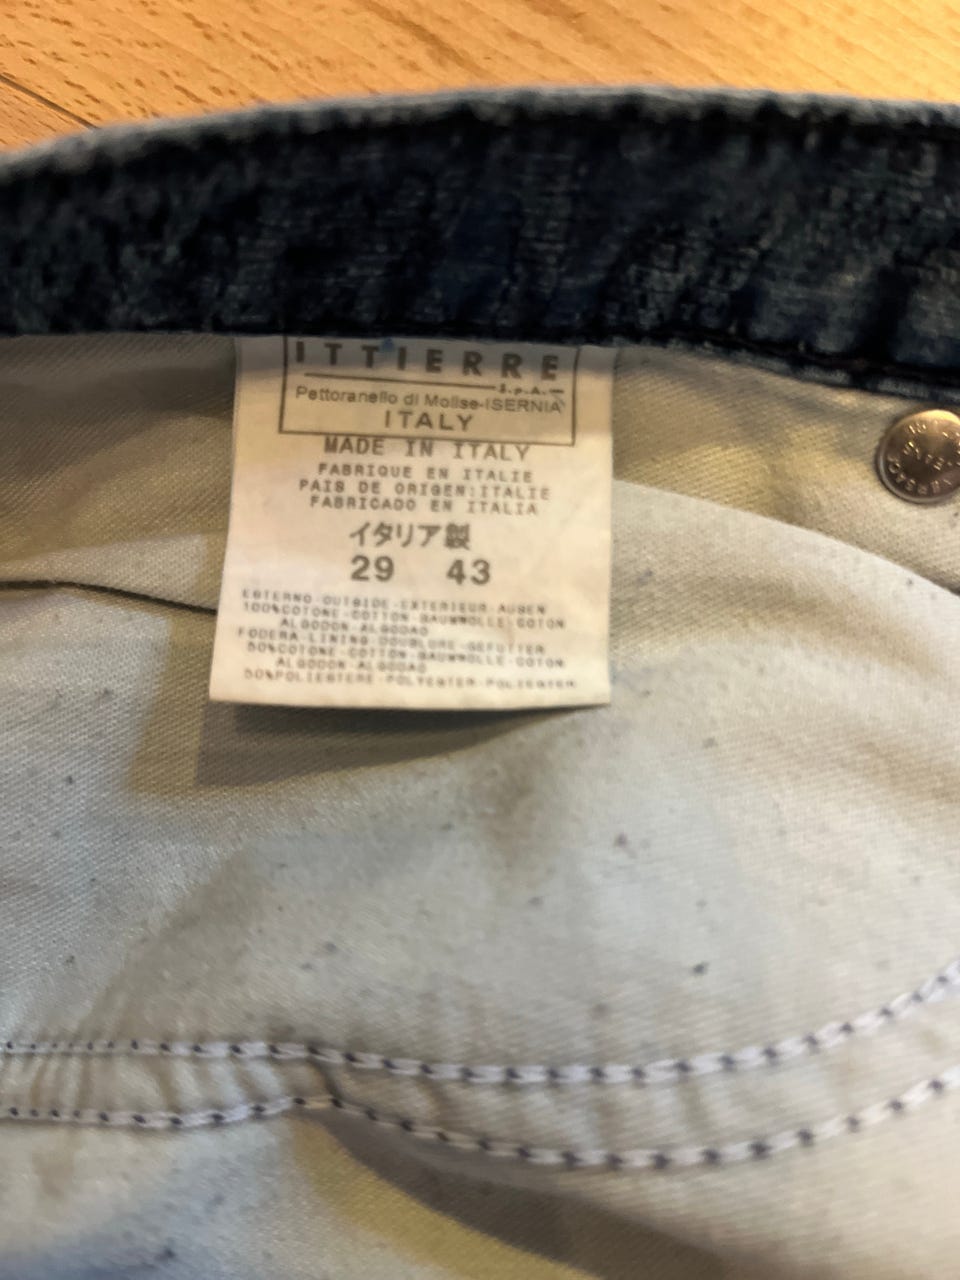 ITTIERRE
S.p.A.
Pettoranello di Molise-ISERNIA
ITALY
MADE IN ITALY
FABRIQUE EN ITALIE
PAIS DE ORIGEN:ITALIE
FABRICADO EN ITALIA
イタリア製
29 43
ESTERNO-OUTSIDE-EXTERIEUR-AUSEN
100%COTONE-COTTON-BAUMWOLLE-COTON
ALGODON-ALGODAO
FODERA-LINING-DOUBLURE-GEFUTTER
50%COTONE-COTTON-BAUMWOLLE-COTON
ALGODON-ALGODAO
50%POLIESTERE-POLYESTER-POLIESTER
JEANS